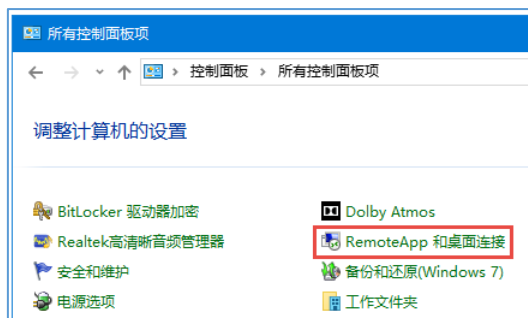 所有控制面板项
控制面板 > 所有控制面板项
调整计算机的设置
BitLocker 驱动器加密
Dolby Atmos
Realtek高清晰音频管理器
RemoteApp 和桌面连接
安全和维护
备份和还原(Windows 7)
电源选项
工作文件夹